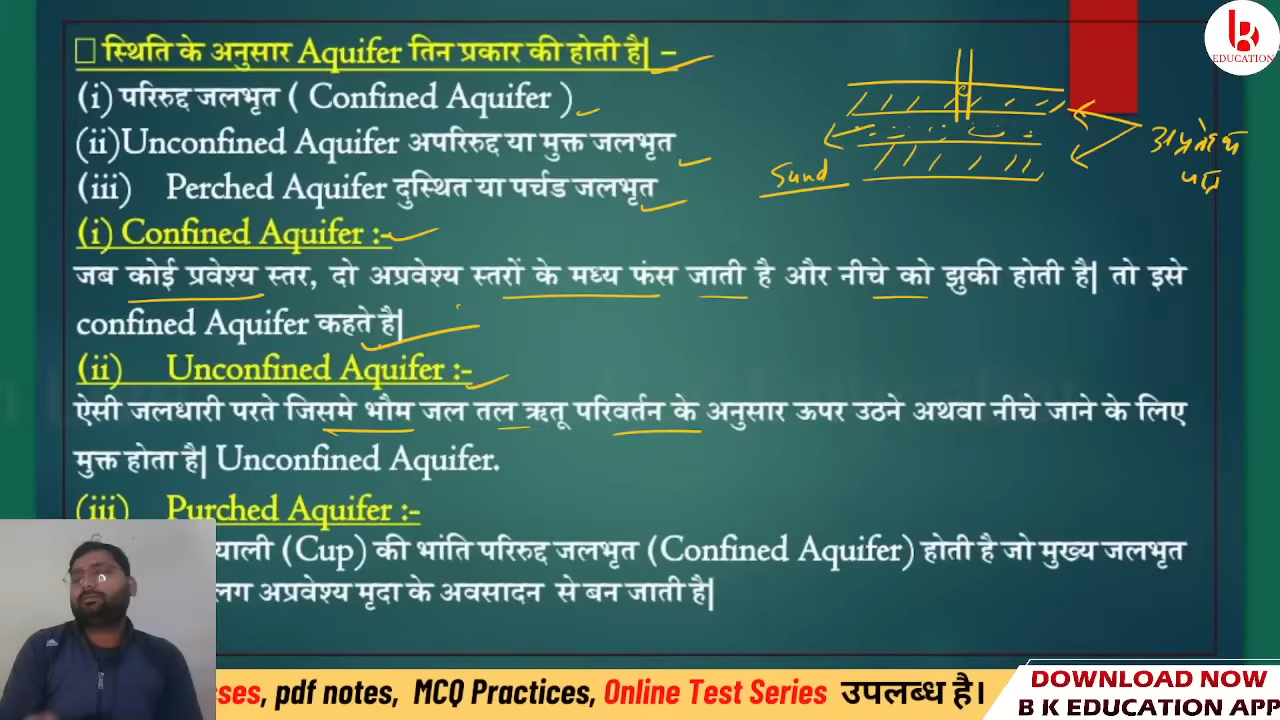 स्थिति के अनुसार Aquifer तिन प्रकार की होती है| –
(i) परिरुद्द जलभृत ( Confined Aquifer )
(ii)Unconfined Aquifer अपरिरुद्द या मुक्त जलभृत
(iii) Perched Aquifer दुस्थित या पर्चड जलभृत
(i) Confined Aquifer :-
जब कोई प्रवेश्य स्तर, दो अप्रवेश्य स्तरों के मध्य फंस जाती है और नीचे को झुकी होती है| तो इसे
confined Aquifer कहते है|
(ii) Unconfined Aquifer :-
ऐसी जलधारी परते जिसमे भौम जल तल ऋतू परिवर्तन के अनुसार ऊपर उठने अथवा नीचे जाने के लिए
मुक्त होता है| Unconfined Aquifer.
(iii) Purched Aquifer :-
याली (Cup) की भांति परिरुद्द जलभृत (Confined Aquifer) होती है जो मुख्य जलभृत
लग अप्रवेश्य मृदा के अवसादन से बन जाती है|
Sand
EDUCATION
sses, pdf notes, MCQ Practices, Online Test Series उपलब्ध है।
DOWNLOAD NOW
B K EDUCATION APP